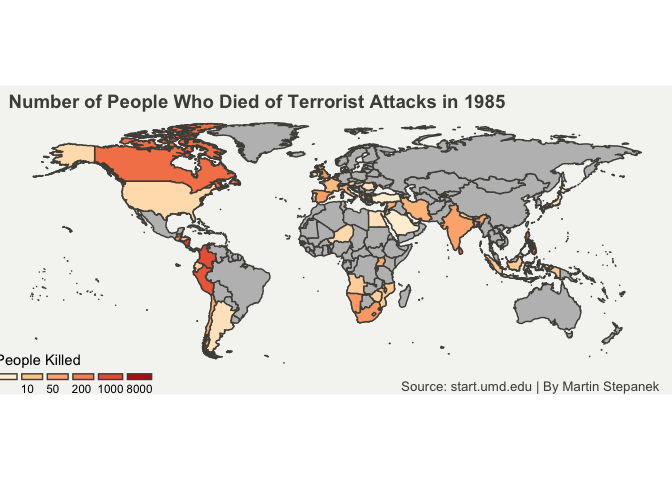 Number of People Who Died of Terrorist Attacks in 1985
People Killed
10 50 200 1000 8000
Source: start.umd.edu | By Martin Stepanek